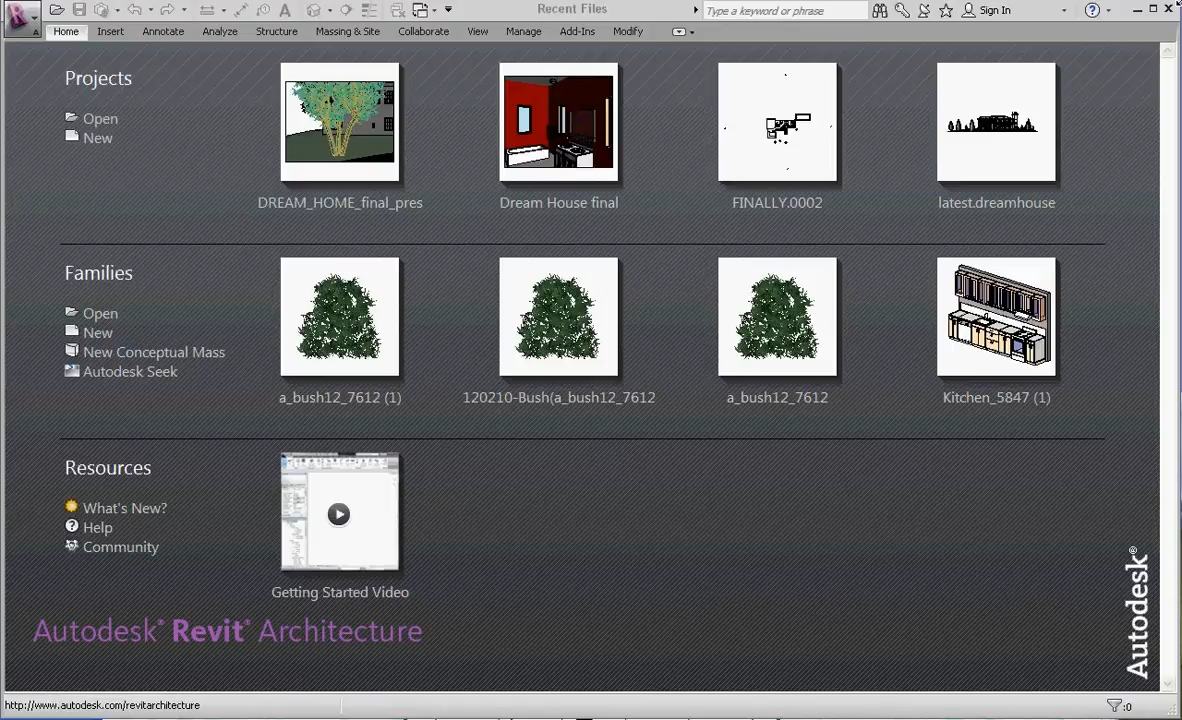 Recent Files
Type a keyword or phrase
Sign In
Home Insert Annotate Analyze Structure Massing & Site Collaborate View Manage Add-Ins Modify
Projects
Open
New
DREAM_HOME_final_pres
Dream House final
FINALLY.0002
latest.dreamhouse
Families
Open
New
New Conceptual Mass
Autodesk Seek
a_bush12_7612 (1)
120210-Bush(a_bush12_7612
a_bush12_7612
Kitchen_5847 (1)
Resources
What's New?
Help
Community
Getting Started Video
Autodesk® Revit® Architecture
Autodesk®
http://www.autodesk.com/revitarchitecture
:0